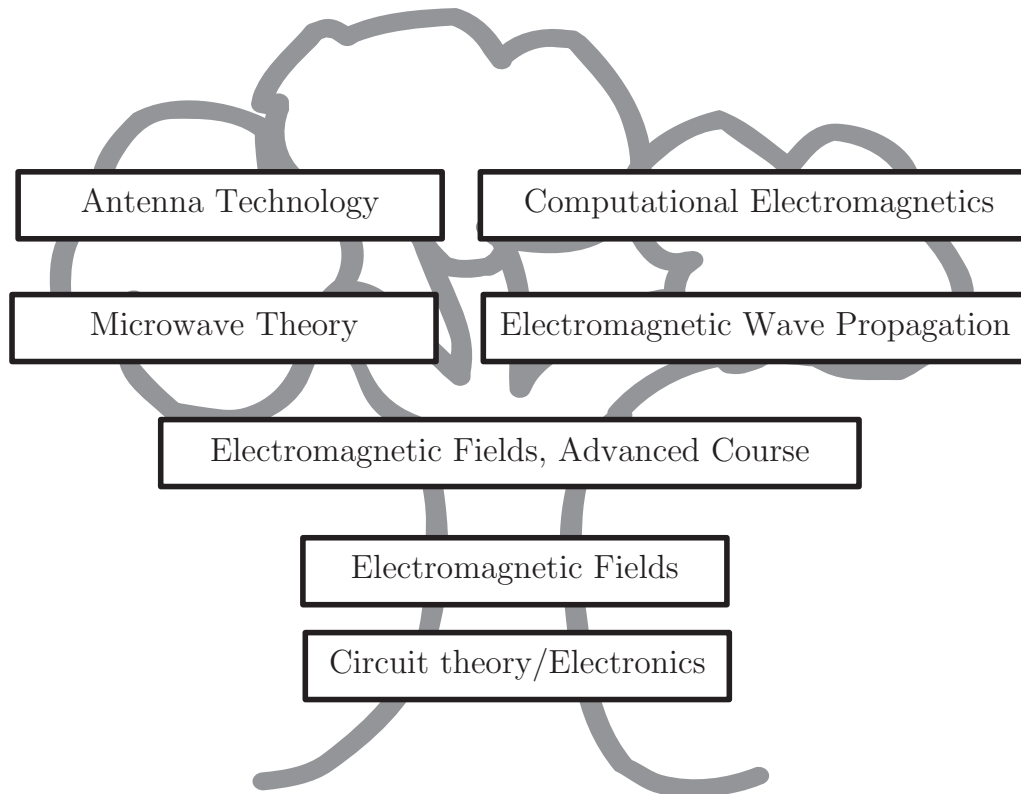 Antenna Technology
Computational Electromagnetics
Microwave Theory
Electromagnetic Wave Propagation
Electromagnetic Fields, Advanced Course
Electromagnetic Fields
Circuit theory/Electronics